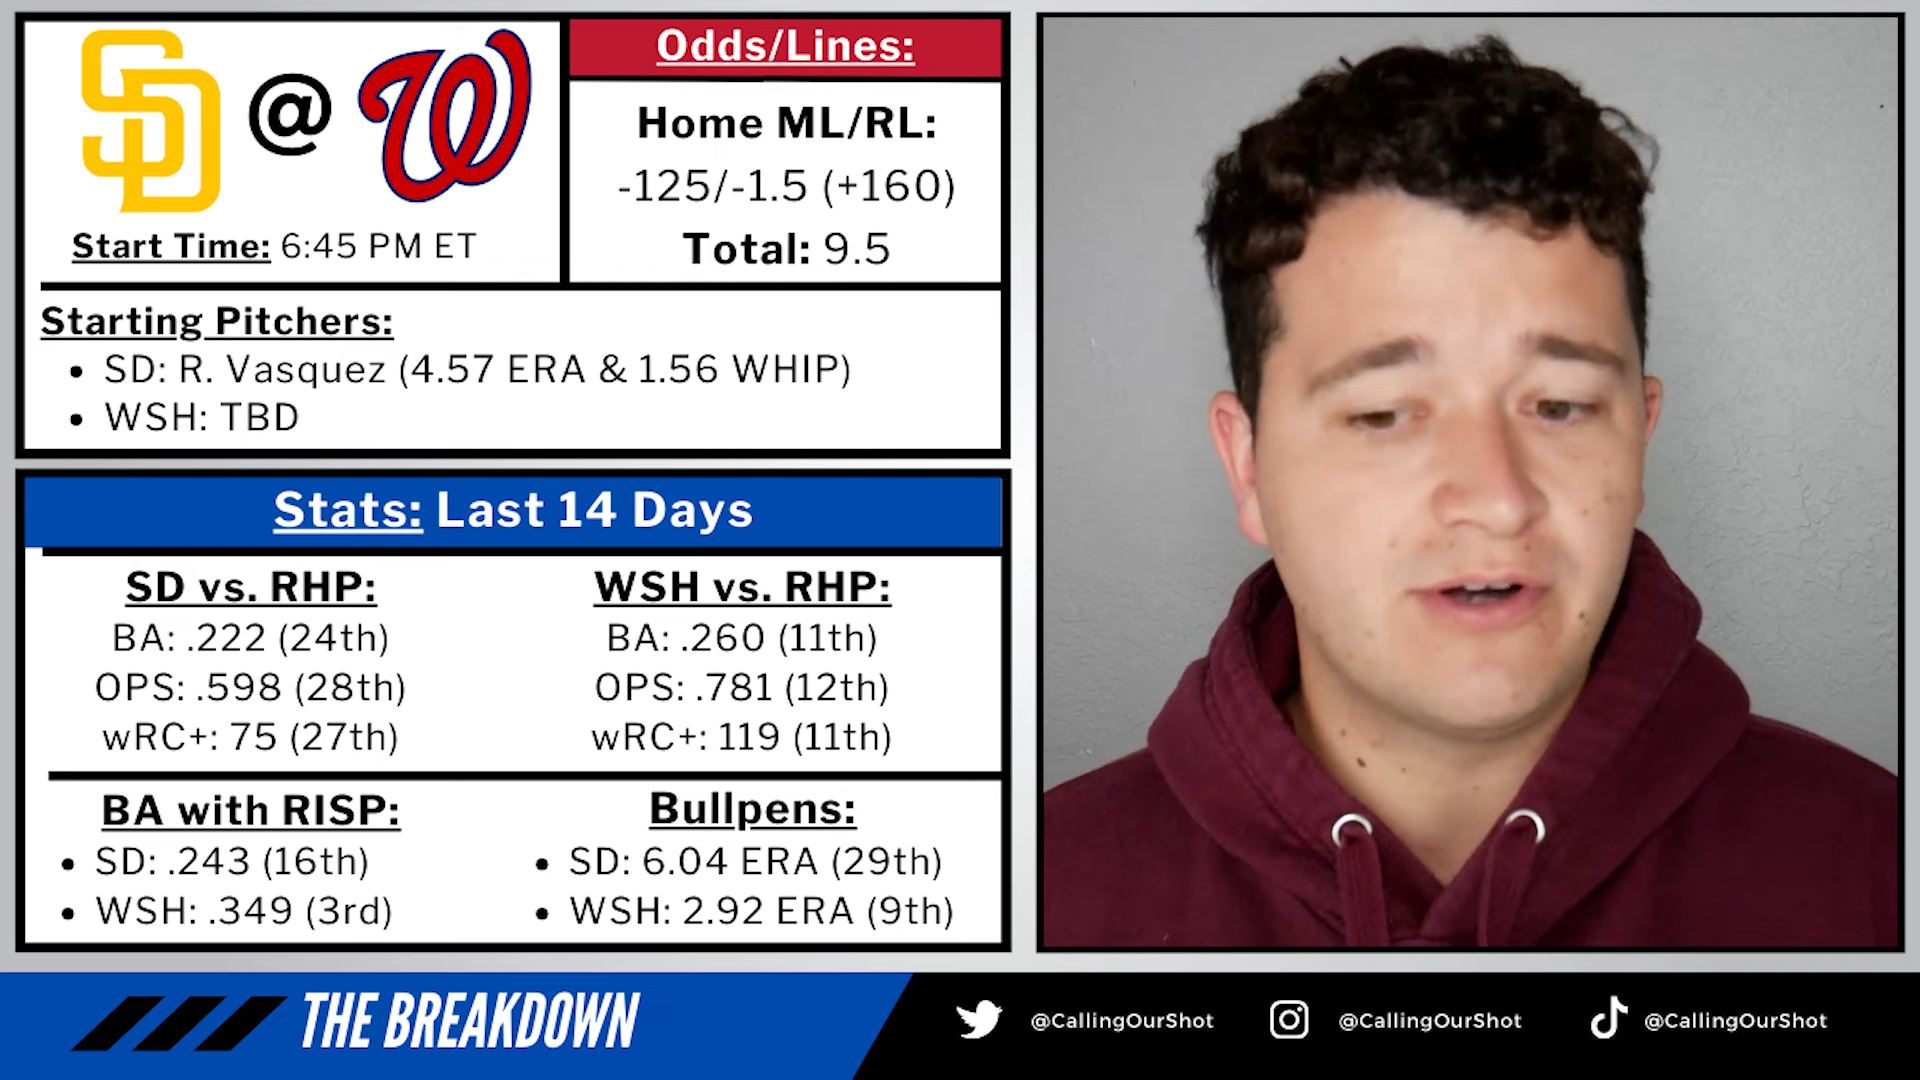 SD @ W
Start Time: 6:45 PM ET
Odds/Lines:
Home ML/RL:
-125/-1.5 (+160)
Total: 9.5
Starting Pitchers:
• SD: R. Vasquez (4.57 ERA & 1.56 WHIP)
• WSH: TBD
Stats: Last 14 Days
SD vs. RHP:
BA: .222 (24th)
OPS: .598 (28th)
wRC+: 75 (27th)
WSH vs. RHP:
BA: .260 (11th)
OPS: .781 (12th)
wRC+: 119 (11th)
BA with RISP:
• SD: .243 (16th)
• WSH: .349 (3rd)
Bullpens:
• SD: 6.04 ERA (29th)
• WSH: 2.92 ERA (9th)
THE BREAKDOWN
@CallingOurShot
@CallingOurShot
@CallingOurShot